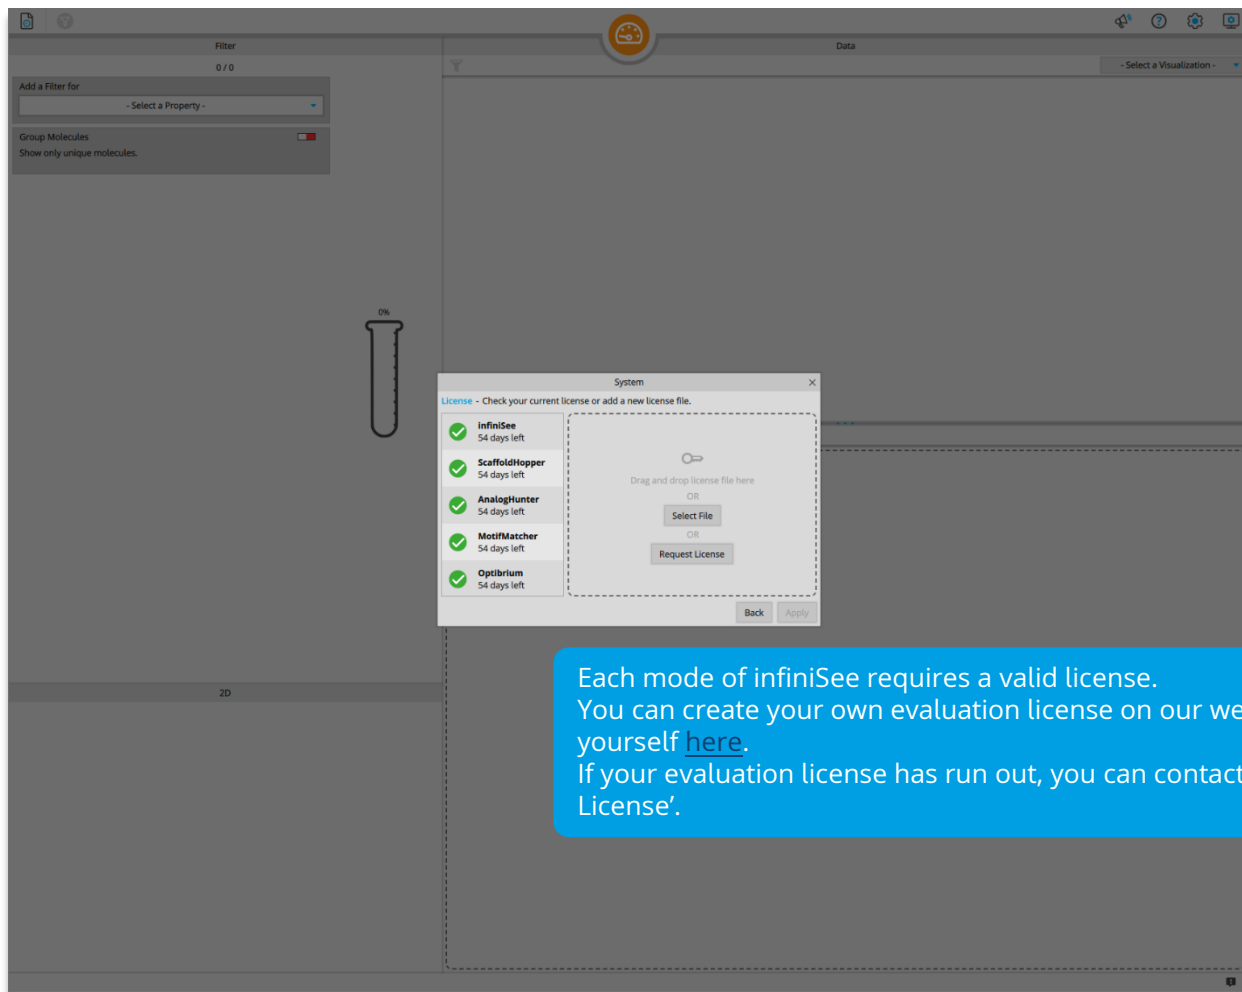 Filter
Data
0 / 0
- Select a Visualization -
Add a Filter for
- Select a Property -
Group Molecules
Show only unique molecules.
0%
System
License - Check your current license or add a new license file.
infiniSee
54 days left
ScaffoldHopper
54 days left
AnalogHunter
54 days left
MotifMatcher
54 days left
Optibrium
54 days left
Drag and drop license file here
OR
Select File
OR
Request License
Back
Apply
Each mode of infiniSee requires a valid license.
You can create your own evaluation license on our we
yourself here.
If your evaluation license has run out, you can contact
License’.
2D